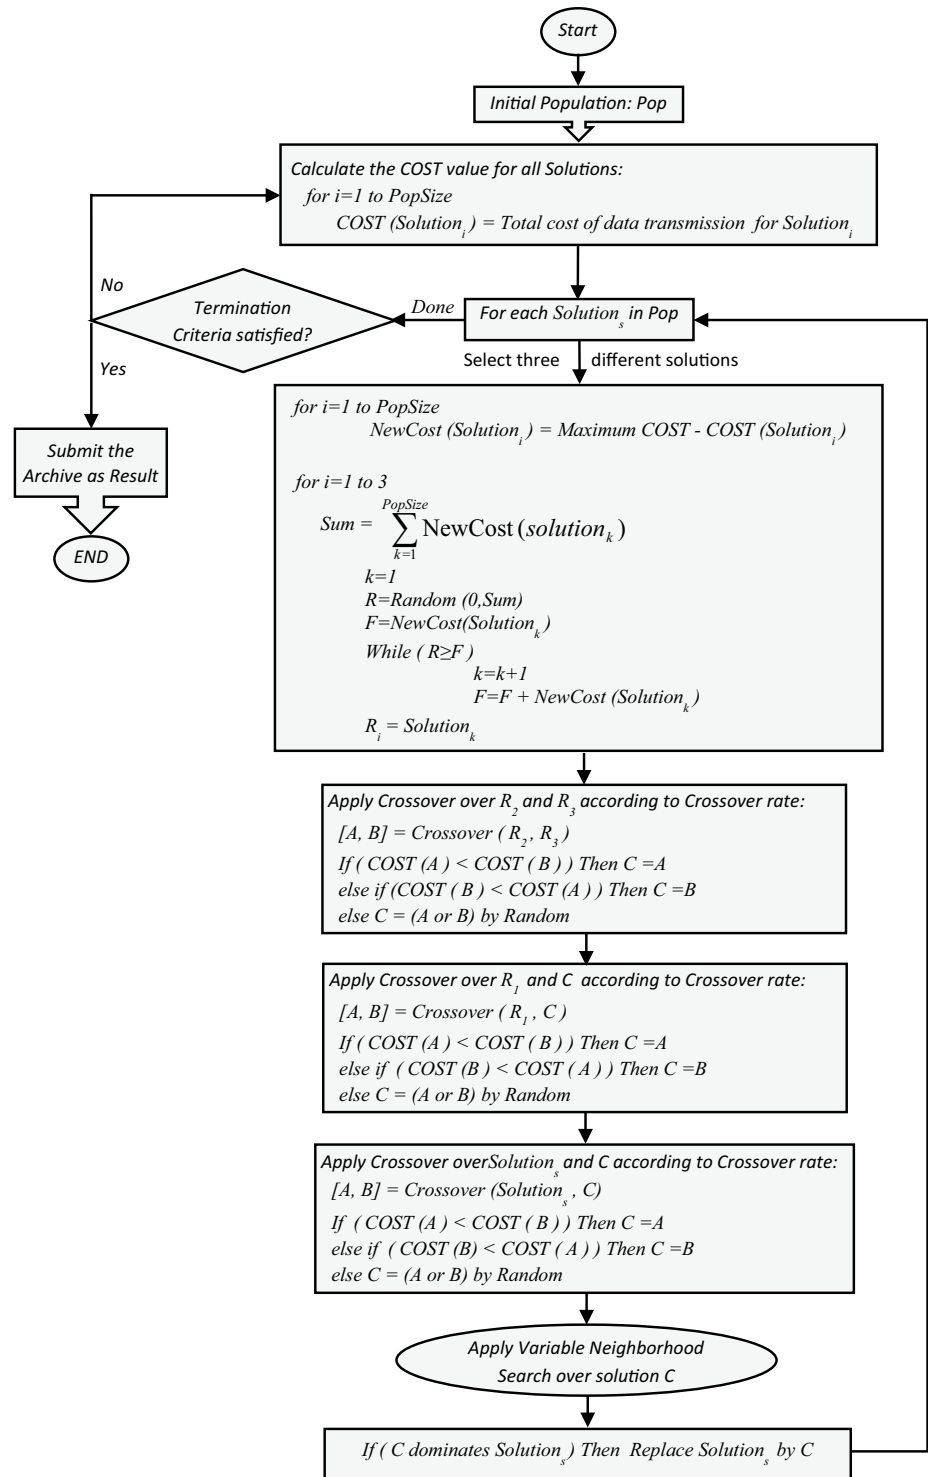 Start
Initial Population: Pop
Calculate the COST value for all Solutions:
for i=1 to PopSize
COST (Solution_i) = Total cost of data transmission for Solution_i
No
Termination
Criteria satisfied?
Done
For each Solution_s in Pop
Yes
Select three different solutions
Submit the
Archive as Result
END
for i=1 to PopSize
NewCost (Solution_i) = Maximum COST - COST (Solution_i)
for i=1 to 3
Sum = ∑_{k=1}^{PopSize} NewCost (solution_k)
k=1
R=Random (0,Sum)
F=NewCost(Solution_k)
While ( R≥F )
k=k+1
F=F + NewCost (Solution_k)
R_i = Solution_k
Apply Crossover over R_2 and R_3 according to Crossover rate:
[A, B] = Crossover ( R_2, R_3)
If ( COST (A) < COST ( B ) ) Then C =A
else if (COST ( B ) < COST (A) ) Then C =B
else C = (A or B) by Random
Apply Crossover over R_1 and C according to Crossover rate:
[A, B] = Crossover ( R_1, C )
If ( COST (A) < COST ( B ) ) Then C =A
else if ( COST (B) < COST ( A ) ) Then C =B
else C = (A or B) by Random
Apply Crossover over Solution_s and C according to Crossover rate:
[A, B] = Crossover (Solution_s, C)
If ( COST (A ) < COST ( B ) ) Then C =A
else if ( COST (B) < COST ( A ) ) Then C =B
else C = (A or B) by Random
Apply Variable Neighborhood
Search over solution C
If ( C dominates Solution_s) Then Replace Solution_s by C